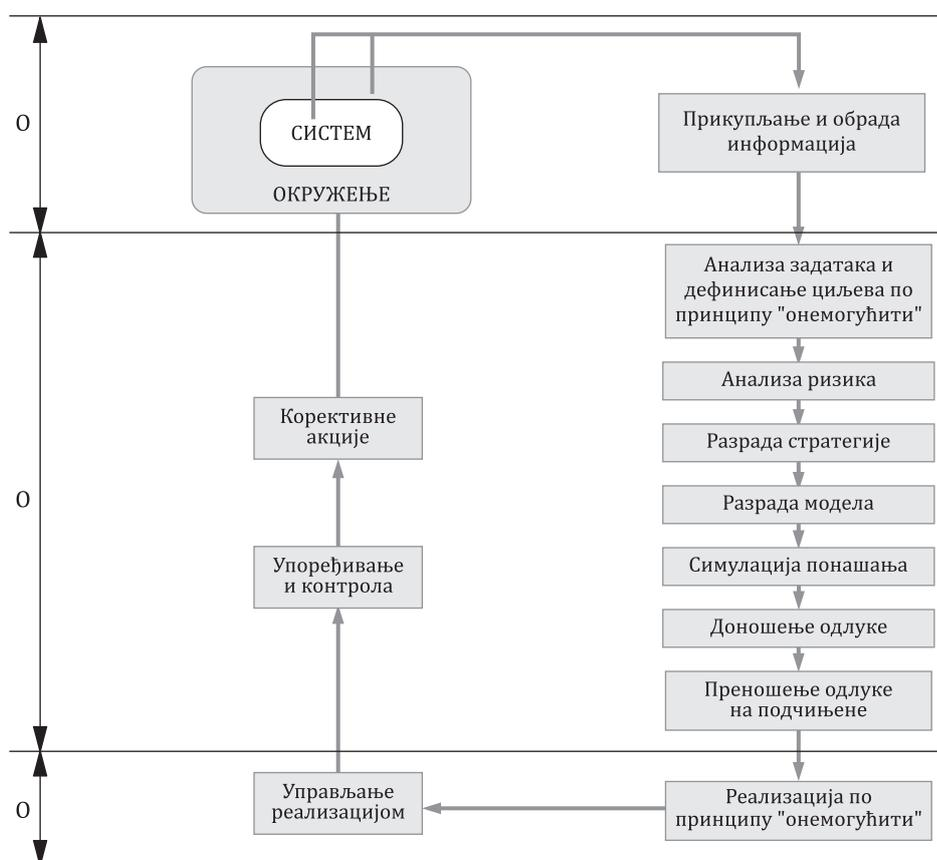 О
СИСТЕМ
ОКРУЖЕЊЕ
Прикупљање и обрада
информација
О
Анализа задатака и
дефинисање циљева по
принципу "онемогућити"
Анализа ризика
Разрада стратегије
Разрада модела
Симулација понашања
Доношење одлуке
Преношење одлуке
на подчињене
Корективне
акције
Упоређивање
и контрола
О
Управљање
реализацијом
Реализација по
принципу "онемогућити"